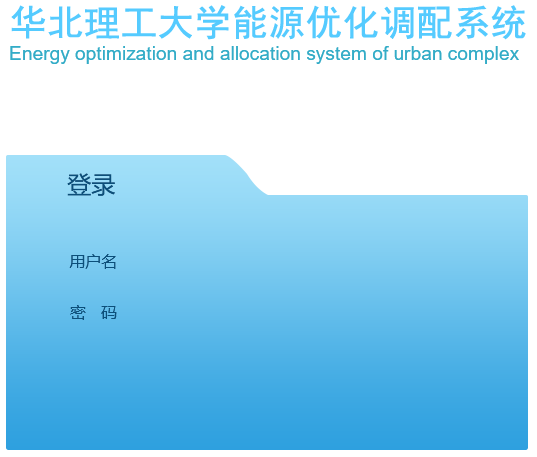 华北理工大学能源优化调配系统
Energy optimization and allocation system of urban complex
登录
用户名
密 码